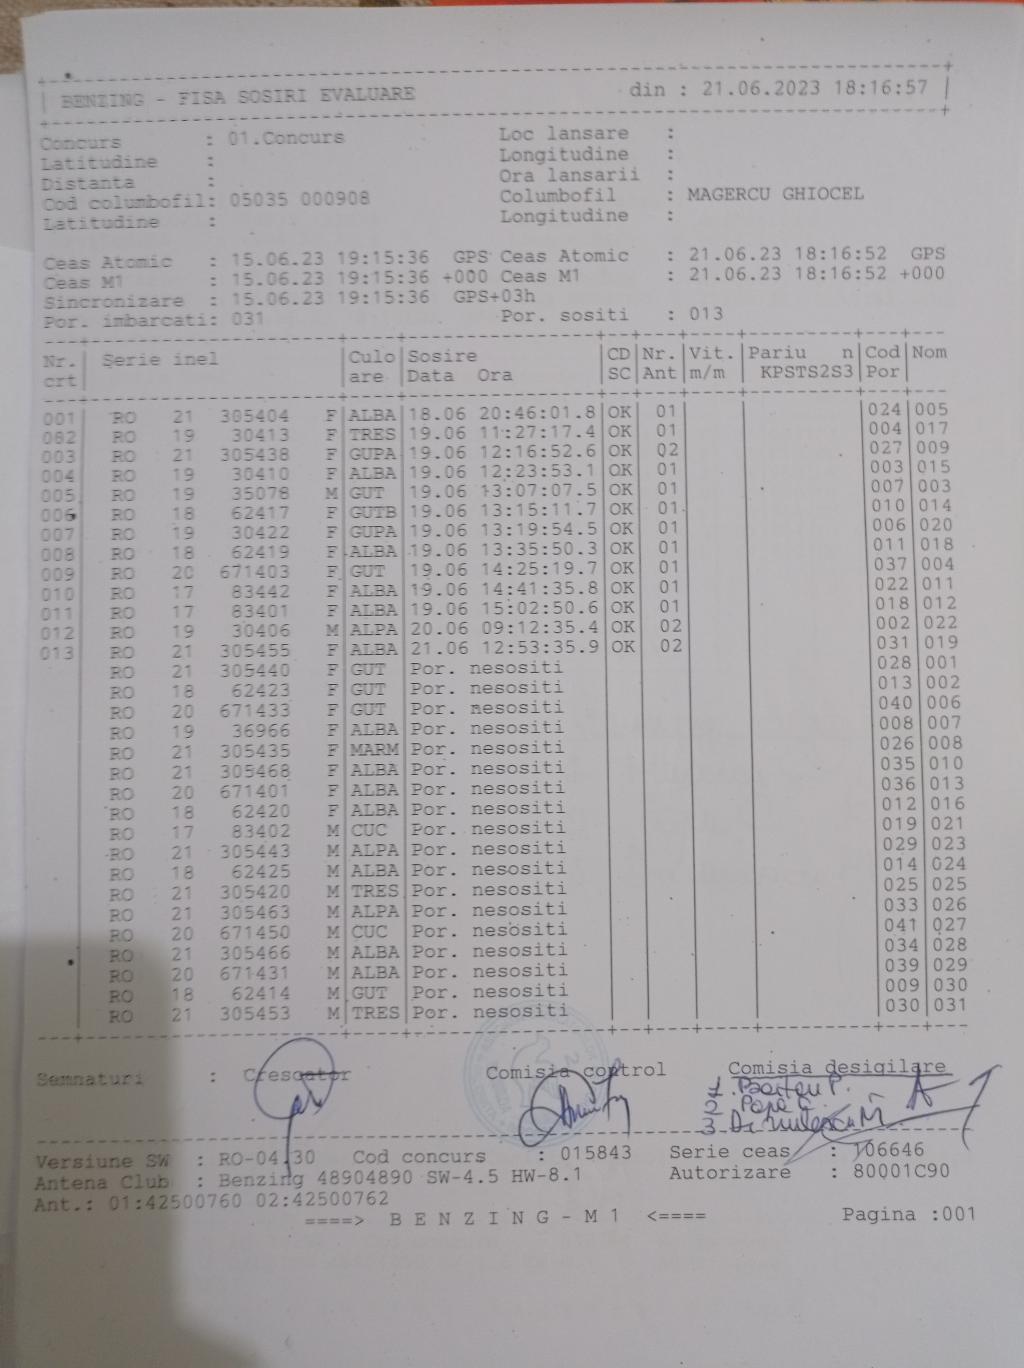 BENZING - FISA SOSIRI EVALUARE din : 21.06.2023 18:16:57
Concurs : 01.Concurs Loc lansare :
Latitudine : Longitudine :
Distanta : Ora lansarii :
Cod columbofil: 05035 000908 Columbofil : MAGERCU GHIOCEL
Latitudine : Longitudine :
Ceas Atomic : 15.06.23 19:15:36 GPS Ceas Atomic : 21.06.23 18:16:52 GPS
Ceas M1 : 15.06.23 19:15:36 +000 Ceas M1 : 21.06.23 18:16:52 +000
Sincronizare : 15.06.23 19:15:36 GPS+03h
Por. imbarcati: 031 Por. sositi : 013
Nr. Serie inel Culo Sosire CD Nr. Vit. Pariu n Cod Nom
crt are Data Ora SC Ant m/m KPSTS2S3 Por
001 RO 21 305404 F ALBA 18.06 20:46:01.8 OK 01 024 005
002 RO 19 30413 F TRES 19.06 11:27:17.4 OK 01 004 017
003 RO 21 305438 F GUPA 19.06 12:16:52.6 OK 02 027 009
004 RO 19 30410 F ALBA 19.06 12:23:53.1 OK 01 003 015
005 RO 19 35078 M GUT 19.06 13:07:07.5 OK 01 007 003
006 RO 18 62417 F GUTB 19.06 13:15:11.7 OK 01 010 014
007 RO 19 30422 F GUPA 19.06 13:19:54.5 OK 01 006 020
008 RO 18 62419 F ALBA 19.06 13:35:50.3 OK 01 011 018
009 RO 20 671403 F GUT 19.06 14:25:19.7 OK 01 037 004
010 RO 17 83442 F ALBA 19.06 14:41:35.8 OK 01 022 011
011 RO 17 83401 F ALBA 19.06 15:02:50.6 OK 01 018 012
012 RO 19 30406 M ALPA 20.06 09:12:35.4 OK 02 002 022
013 RO 21 305455 F ALBA 21.06 12:53:35.9 OK 02 031 019
RO 21 305440 F GUT Por. nesositi 028 001
RO 18 62423 F GUT Por. nesositi 013 002
RO 20 671433 F GUT Por. nesositi 040 006
RO 19 36966 F ALBA Por. nesositi 008 007
RO 21 305435 F MARM Por. nesositi 026 008
RO 21 305468 F ALBA Por. nesositi 035 010
RO 20 671401 F ALBA Por. nesositi 036 013
RO 18 62420 F ALBA Por. nesositi 012 016
RO 17 83402 M CUC Por. nesositi 019 021
RO 21 305443 M ALPA Por. nesositi 029 023
RO 18 62425 M ALBA Por. nesositi 014 024
RO 21 305420 M TRES Por. nesositi 025 025
RO 21 305463 M ALPA Por. nesositi 033 026
RO 20 671450 M CUC Por. nesositi 041 027
RO 21 305466 M ALBA Por. nesositi 034 028
RO 20 671431 M ALBA Por. nesositi 039 029
RO 18 62414 M GUT Por. nesositi 009 030
RO 21 305453 M TRES Por. nesositi 030 031
Semnaturi : Crescator Comisia control Comisia desigilare
1.
2
3.
Versiune SW : RO-04.30 Cod concurs : 015843 Serie ceas : 106646
Antena Club : Benzing 48904890 SW-4.5 HW-8.1 Autorizare : 80001C90
Ant.: 01:42500760 02:42500762
====> B E N Z I N G - M 1 <==== Pagina :001